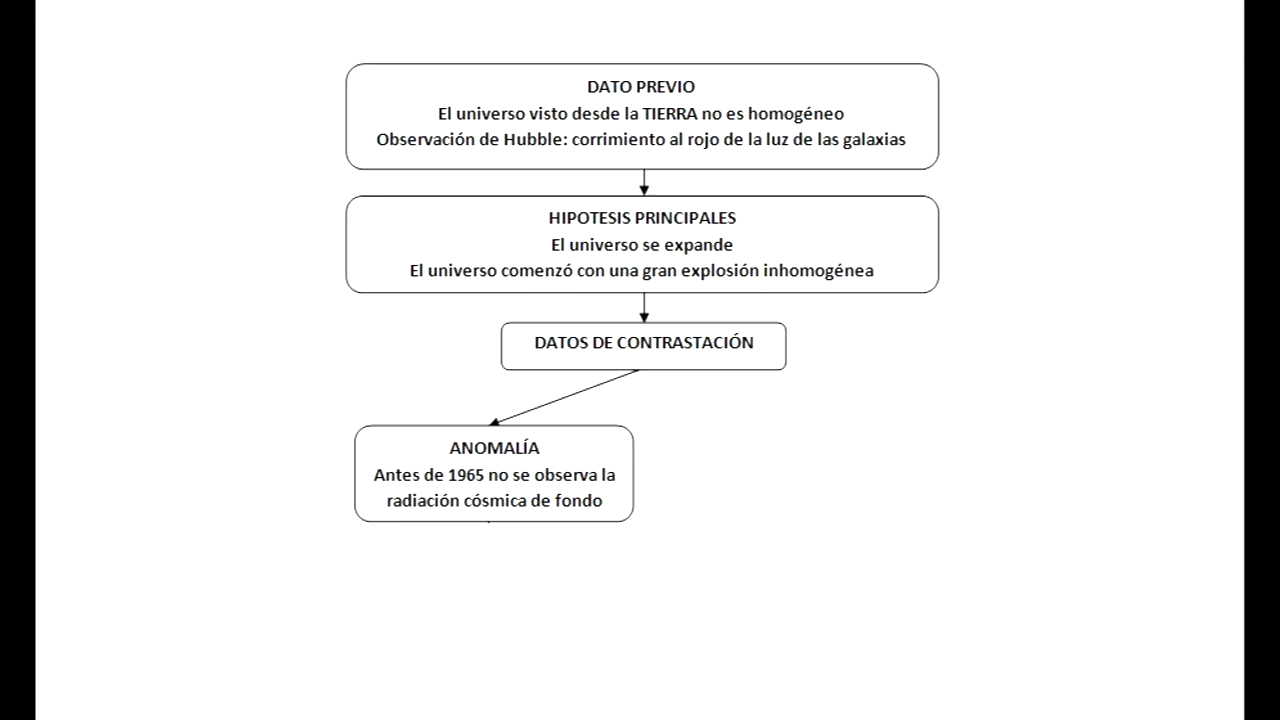 DATO PREVIO
El universo visto desde la TIERRA no es homogéneo
Observación de Hubble: corrimiento al rojo de la luz de las galaxias
HIPOTESIS PRINCIPALES
El universo se expande
El universo comenzó con una gran explosión inhomogénea
DATOS DE CONTRASTACIÓN
ANOMALÍA
Antes de 1965 no se observa la
radiación cósmica de fondo